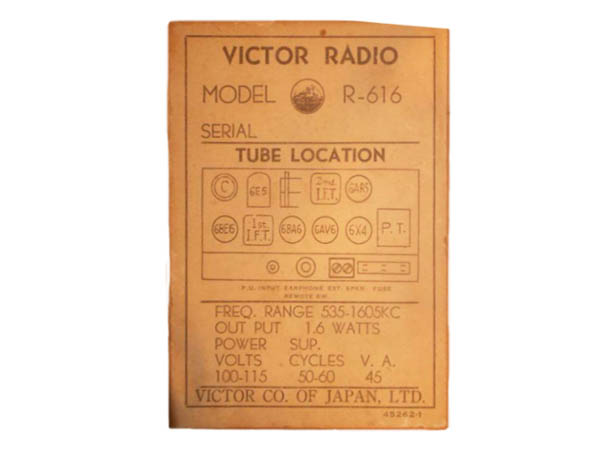 VICTOR RADIO
MODEL R-616
SERIAL
TUBE LOCATION
C 6E5 2nd I.F.T. 6AR5
6BE6 1st I.F.T. 6BA6 6AV6 6X4 P.T.
P.U. INPUT EARPHONE EXT. SPKR. FUSE
REMOTE SW.
FREQ. RANGE 535-1605KC
OUT PUT 1.6 WATTS
POWER SUP.
VOLTS CYCLES V. A.
100-115 50-60 45
VICTOR CO. OF JAPAN, LTD.
45262-1